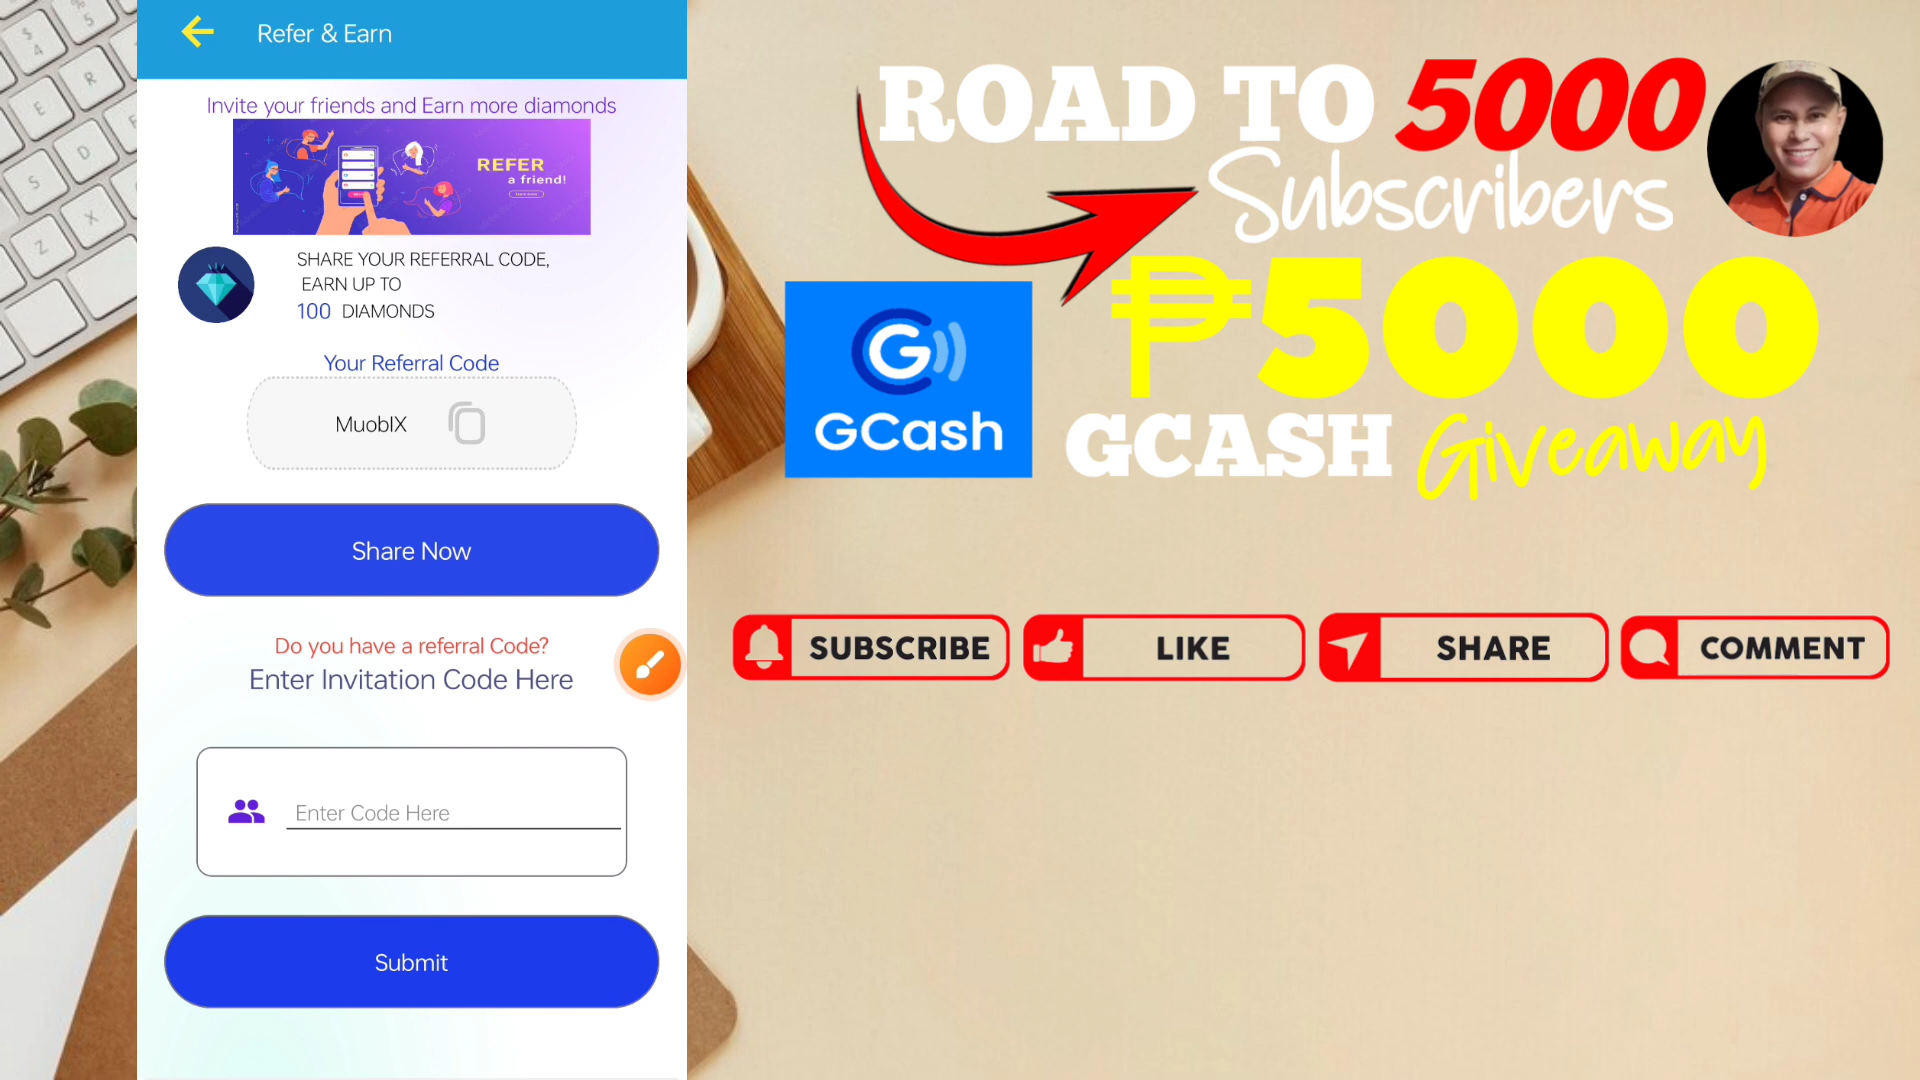 Refer & Earn
Invite your friends and Earn more diamonds
REFER
a friend!
SHARE YOUR REFERRAL CODE,
EARN UP TO
100 DIAMONDS
Your Referral Code
MuobIX
Share Now
Do you have a referral Code?
Enter Invitation Code Here
Enter Code Here
Submit
ROAD TO 5000
Subscribers
₱5000
GCash
GCASH Giveaway
SUBSCRIBE
LIKE
SHARE
COMMENT
$
4
%
5
E
R
D
S
X
Z